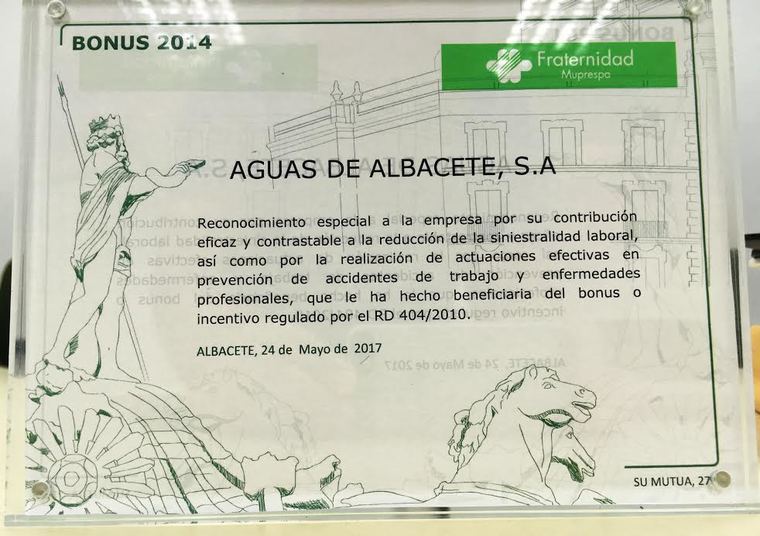 BONUS 2014
Fraternidad
Muprespa
AGUAS DE ALBACETE, S.A
Reconocimiento especial a la empresa por su contribución
eficaz y contrastable a la reducción de la siniestralidad laboral,
así como por la realización de actuaciones efectivas en
prevención de accidentes de trabajo y enfermedades
profesionales, que le ha hecho beneficiaria del bonus o
incentivo regulado por el RD 404/2010.
ALBACETE, 24 de Mayo de 2017
SU MUTUA, 27